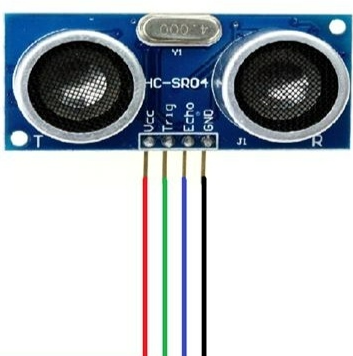 4.000
Y1
HC-SR04
Vcc
Trig
Echo
GND
T
J1
R